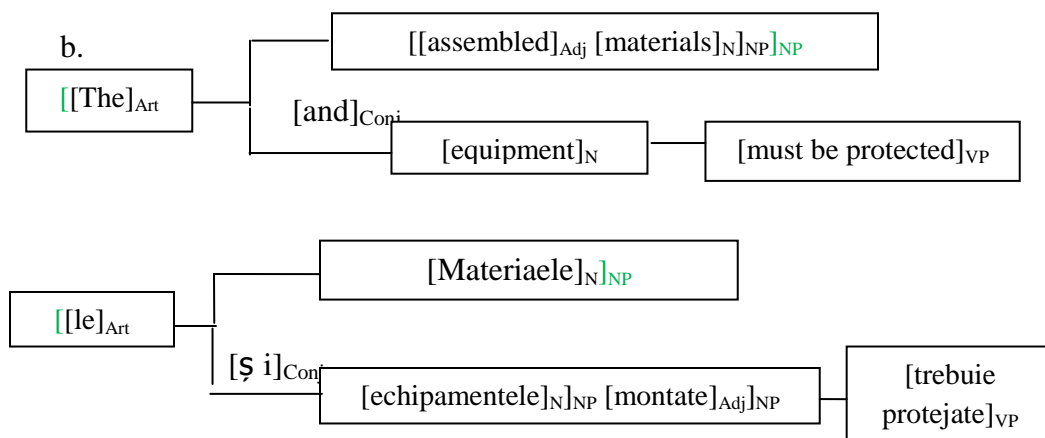 b.
[[assembled]Adj [materials]N]NP]NP
[[The]Art
[and]Conj
[equipment]N
[must be protected]VP
[Materiaele]N]NP
[[le]Art
[ș i]Conj
[echipamentele]N]NP [montate]Adj]NP
[trebuie
protejate]VP